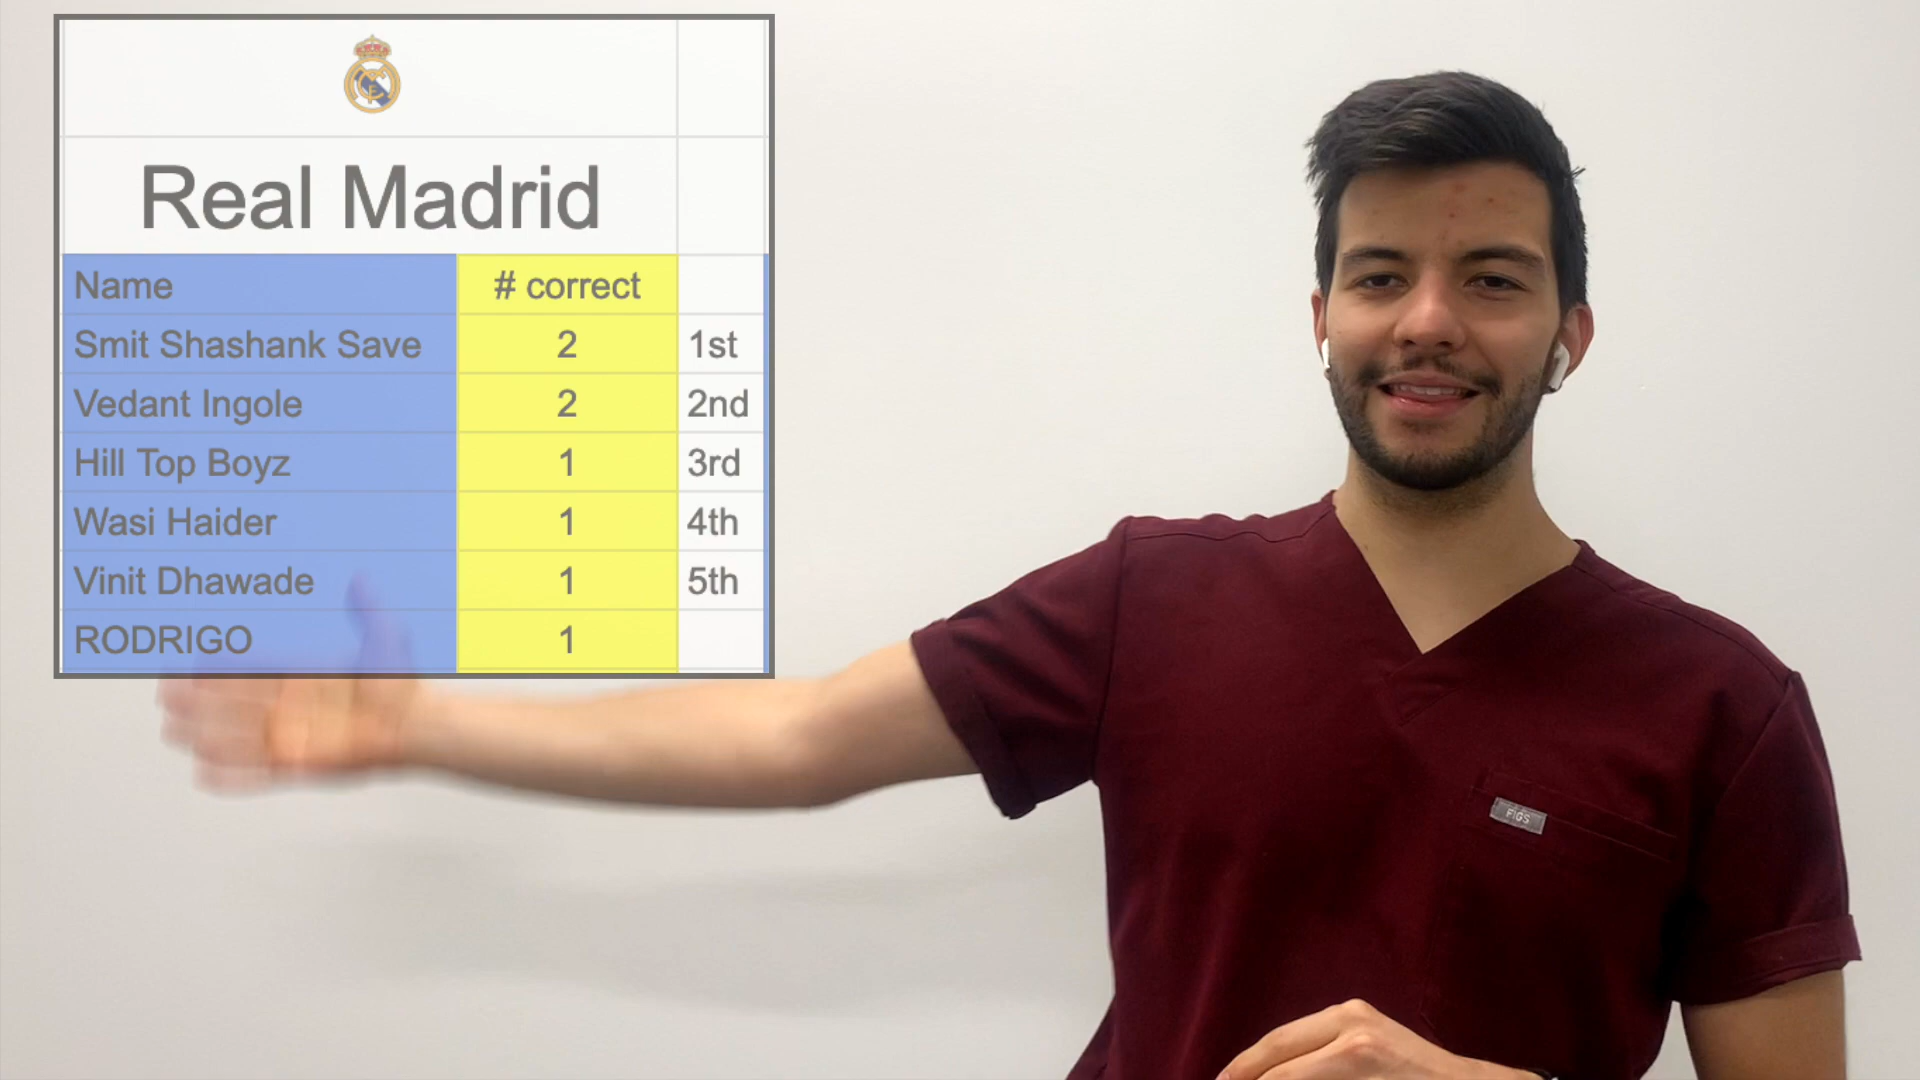 Real Madrid
Name # correct
Smit Shashank Save 2 1st
Vedant Ingole 2 2nd
Hill Top Boyz 1 3rd
Wasi Haider 1 4th
Vinit Dhawade 1 5th
RODRIGO 1
FIGS